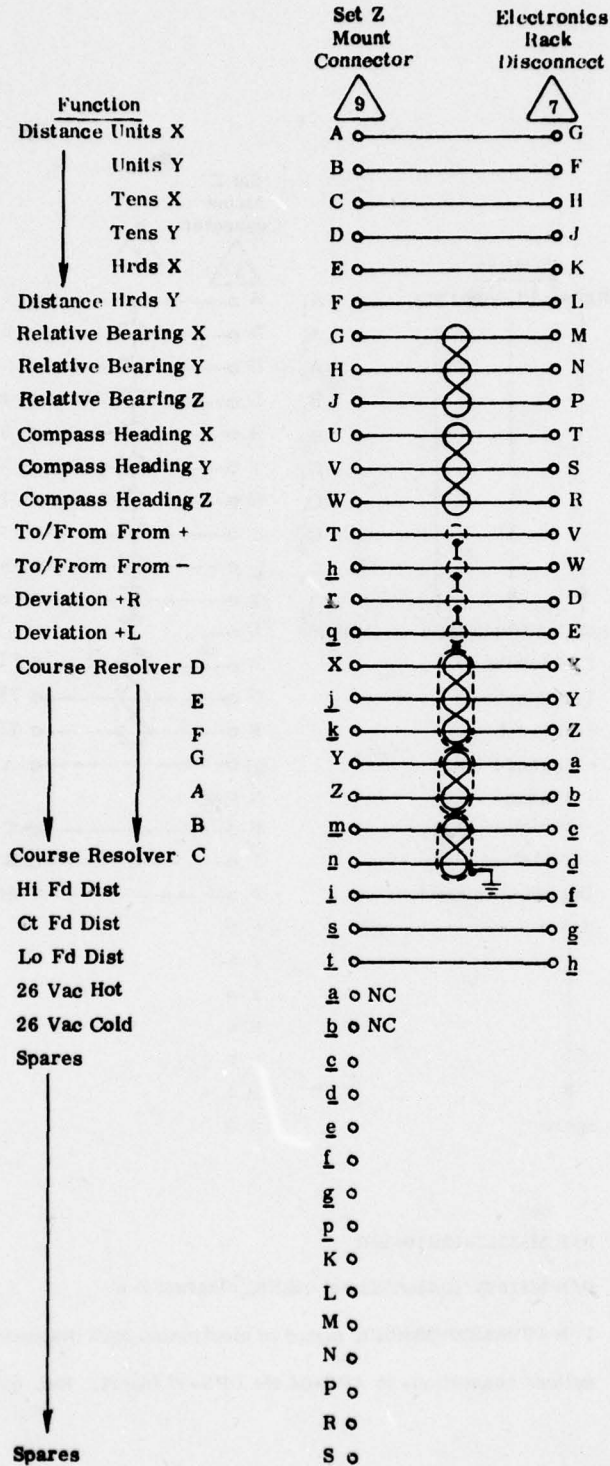 Set Z Mount Connector
Electronics Rack Disconnect
9 7
Function
Distance Units X A G
Units Y B F
Tens X C H
Tens Y D J
Hrds X E K
Distance Hrds Y F L
Relative Bearing X G M
Relative Bearing Y H N
Relative Bearing Z J P
Compass Heading X U T
Compass Heading Y V S
Compass Heading Z W R
To/From From + T V
To/From From − h W
Deviation +R r D
Deviation +L q E
Course Resolver D X X
E j Y
F k Z
G Y a
A Z b
B m c
Course Resolver C n d
Hi Fd Dist i f
Ct Fd Dist s g
Lo Fd Dist t h
26 Vac Hot a NC
26 Vac Cold b NC
Spares c
d
e
f
g
p
K
L
M
N
P
R
Spares S